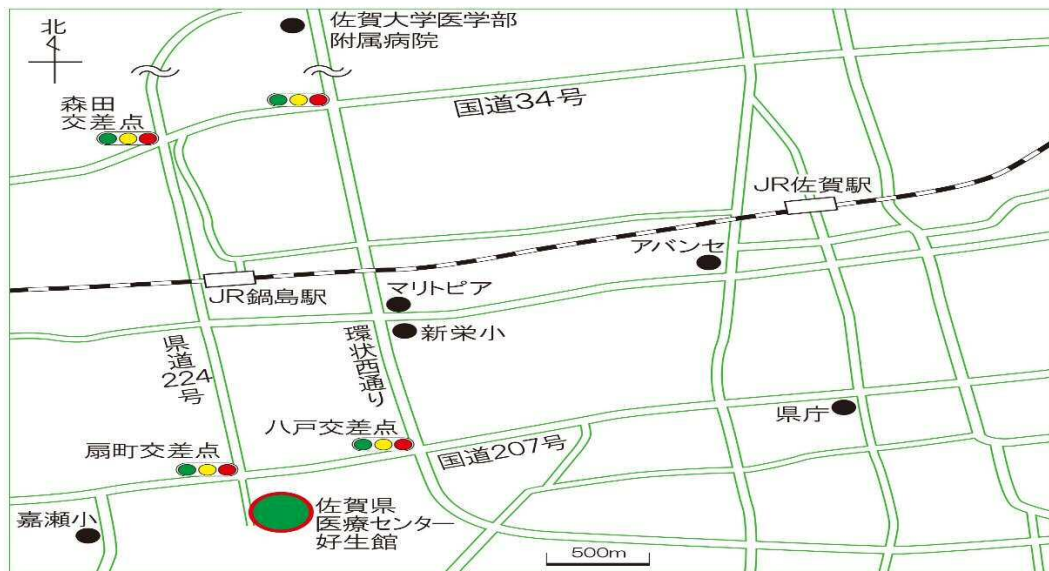 北
佐賀大学医学部
附属病院
森田
交差点
国道34号
JR佐賀駅
アバンセ
JR鍋島駅
マリトピア
新栄小
県道
224
号
環状西通り
八戸交差点
県庁
扇町交差点
国道207号
嘉瀬小
佐賀県
医療センター
好生館
500m